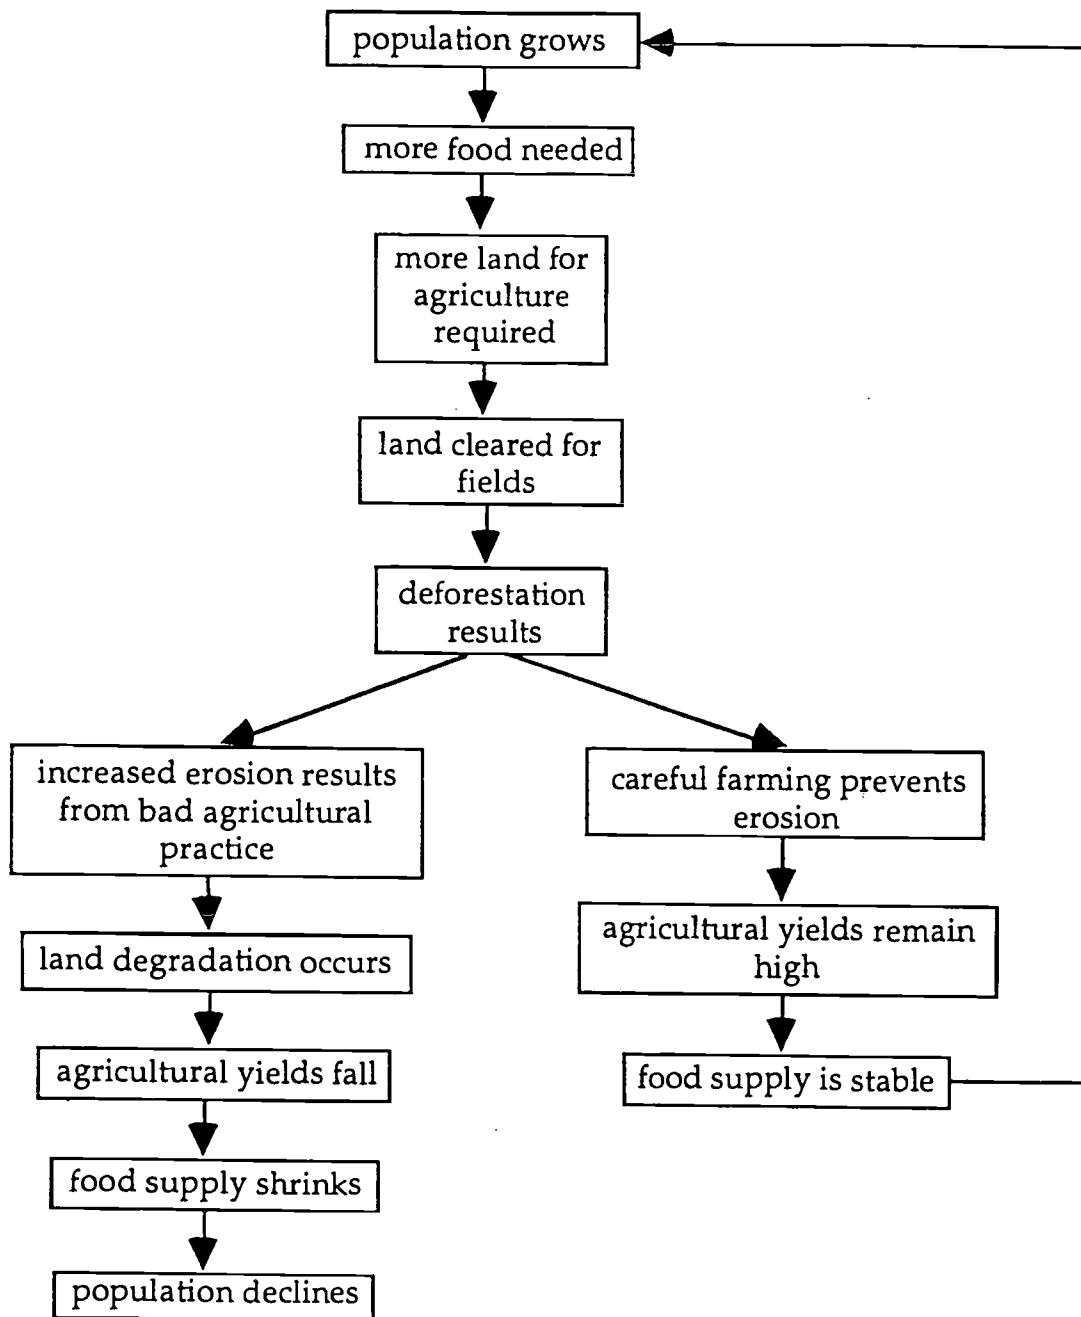 population grows
more food needed
more land for
agriculture
required
land cleared for
fields
deforestation
results
increased erosion results
from bad agricultural
practice
land degradation occurs
agricultural yields fall
food supply shrinks
population declines
careful farming prevents
erosion
agricultural yields remain
high
food supply is stable